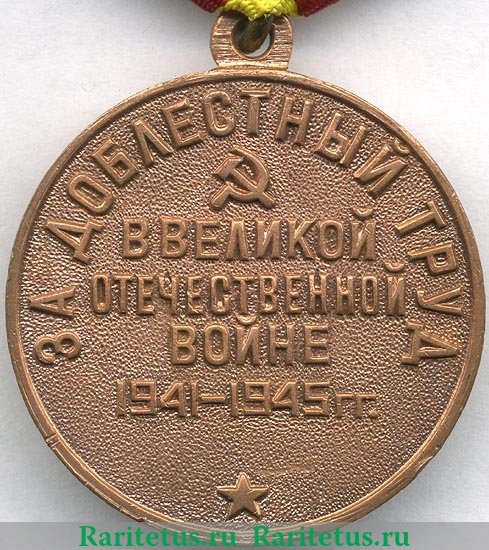 ЗА ДОБЛЕСТНЫЙ ТРУД
В ВЕЛИКОЙ
ОТЕЧЕСТВЕННОЙ
ВОЙНЕ
1941-1945 гг.
Raritetus.ru - Raritetus.ru